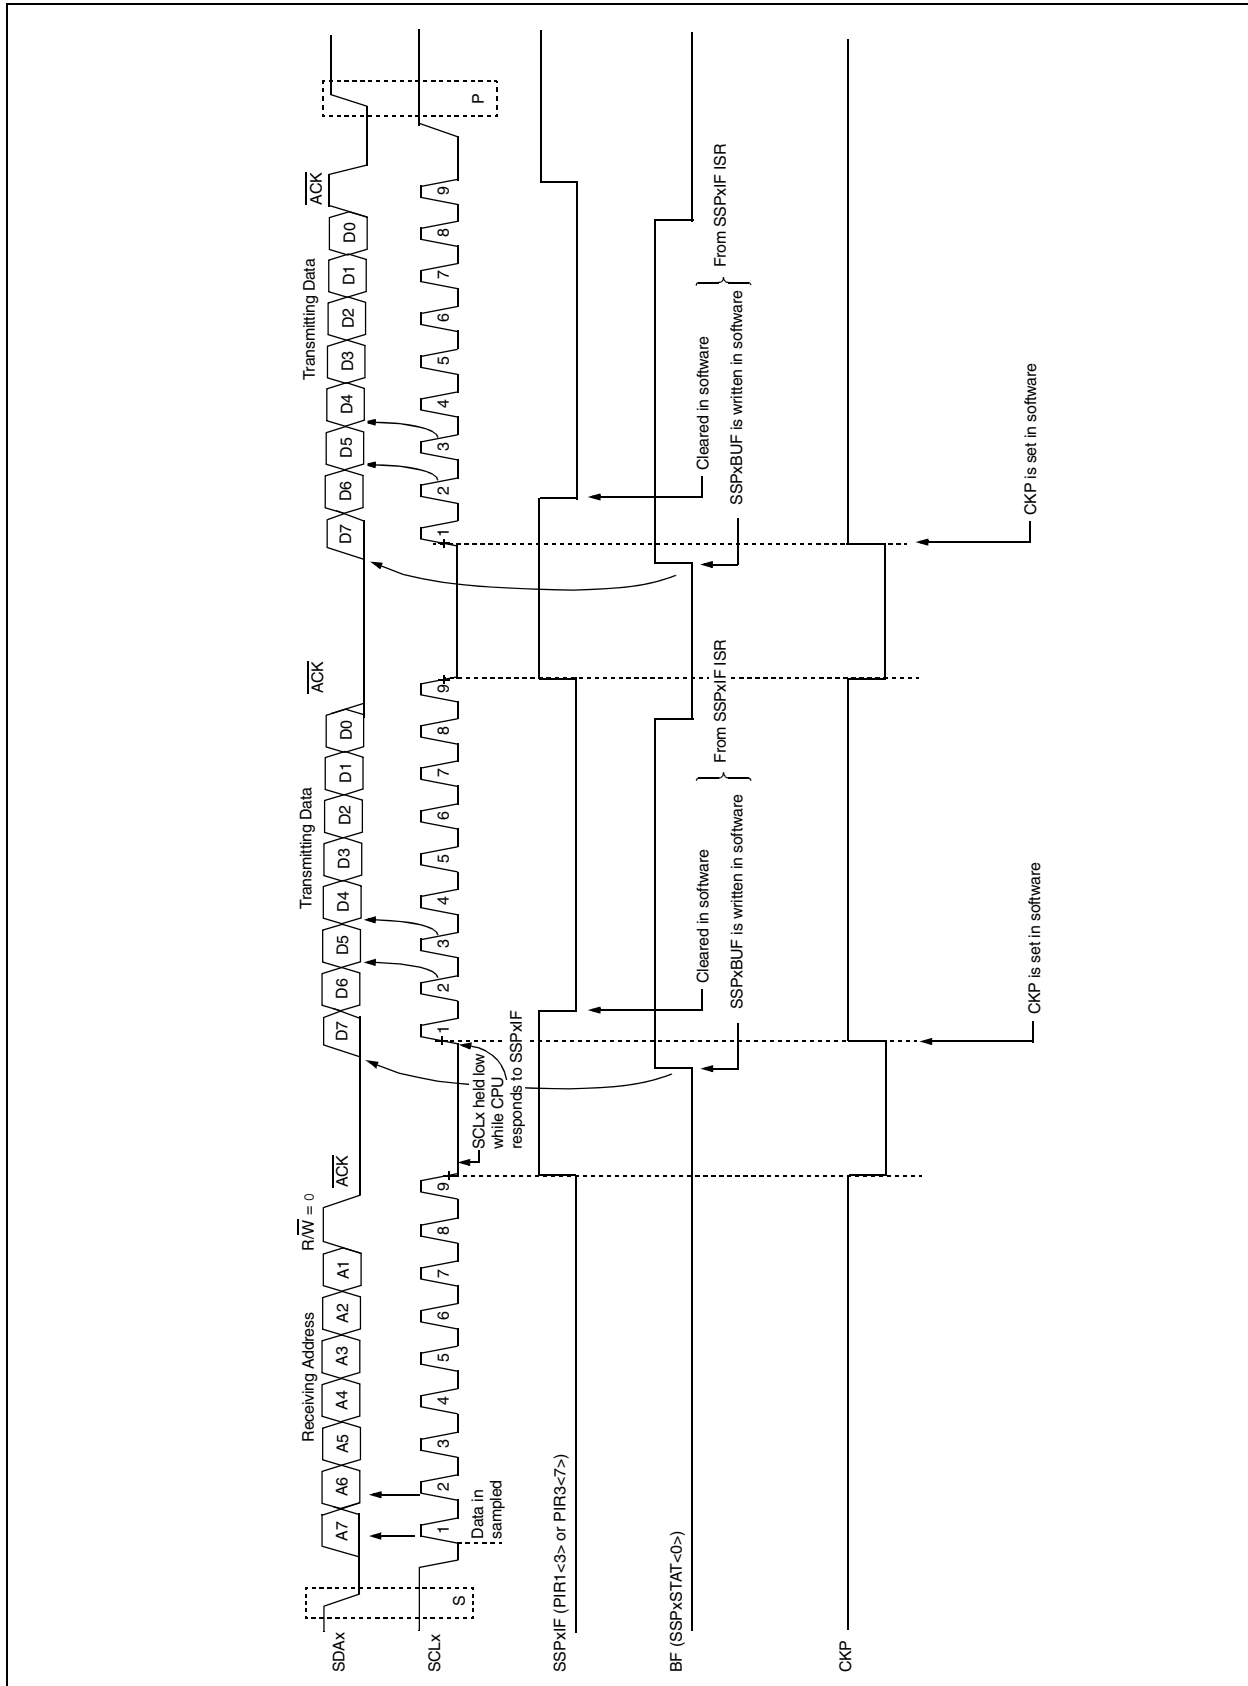 Receiving Address
R/W = 0
ACK
Transmitting Data
ACK
Transmitting Data
ACK
SDAx
A7
A6
A5
A4
A3
A2
A1
D7
D6
D5
D4
D3
D2
D1
D0
D7
D6
D5
D4
D3
D2
D1
D0
SCLx
S
1
2
3
4
5
6
7
8
9
1
2
3
4
5
6
7
8
9
1
2
3
4
5
6
7
8
9
P
Data in
sampled
SCLx held low
while CPU
responds to SSPxIF
SSPxIF (PIR1<3> or PIR3<7>)
BF (SSPxSTAT<0>)
Cleared in software
From SSPxIF ISR
SSPxBUF is written in software
Cleared in software
From SSPxIF ISR
SSPxBUF is written in software
CKP
CKP is set in software
CKP is set in software